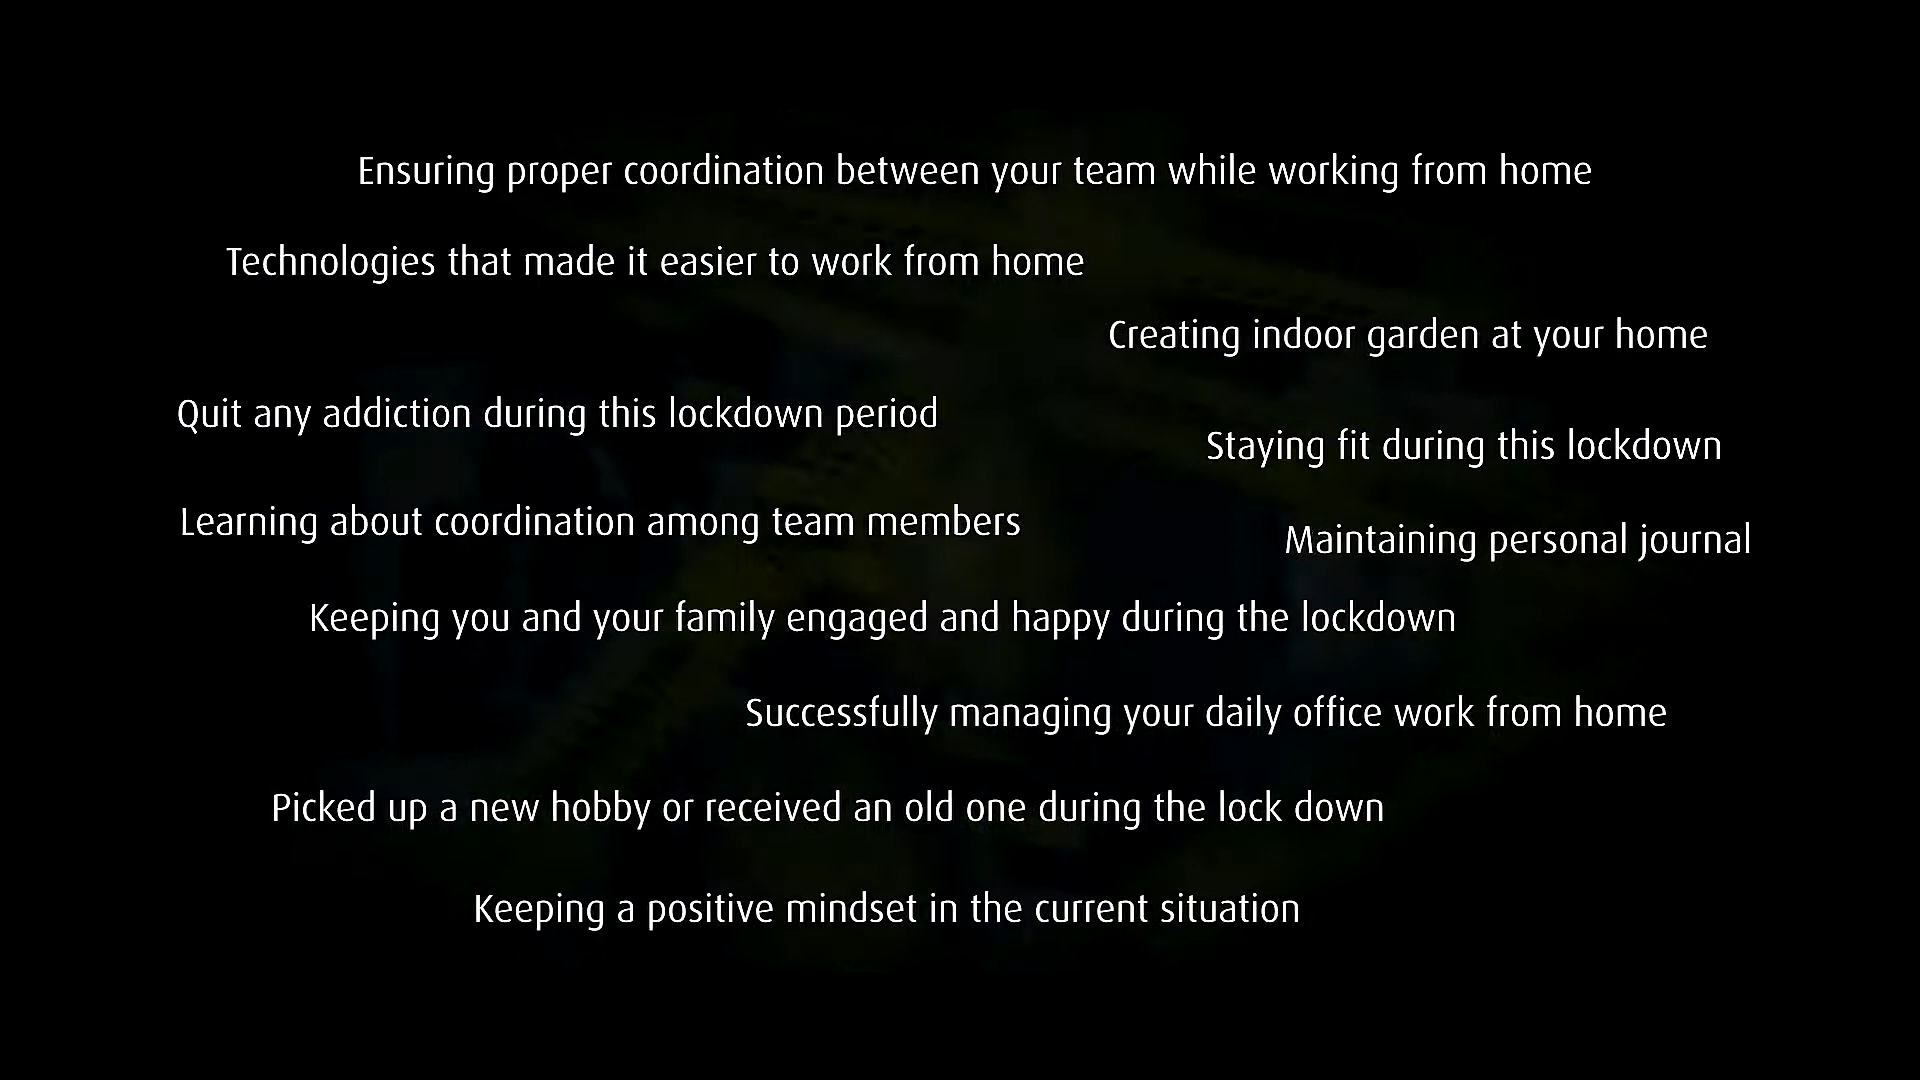 Ensuring proper coordination between your team while working from home
Technologies that made it easier to work from home
Creating indoor garden at your home
Quit any addiction during this lockdown period
Staying fit during this lockdown
Learning about coordination among team members
Maintaining personal journal
Keeping you and your family engaged and happy during the lockdown
Successfully managing your daily office work from home
Picked up a new hobby or received an old one during the lock down
Keeping a positive mindset in the current situation